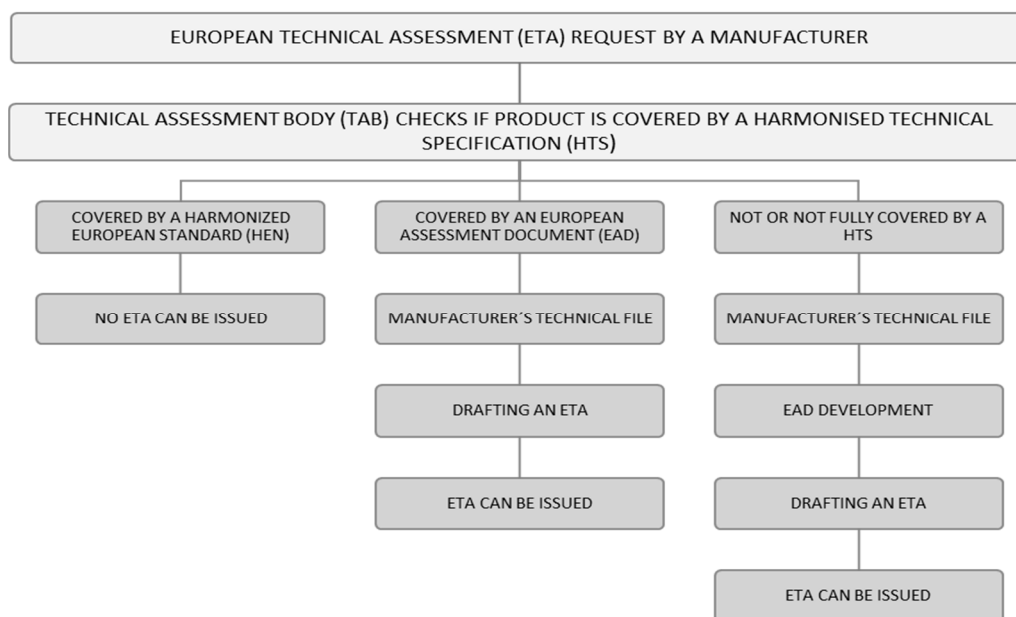 EUROPEAN TECHNICAL ASSESSMENT (ETA) REQUEST BY A MANUFACTURER
TECHNICAL ASSESSMENT BODY (TAB) CHECKS IF PRODUCT IS COVERED BY A HARMONISED TECHNICAL
SPECIFICATION (HTS)
COVERED BY A HARMONIZED
EUROPEAN STANDARD (HEN)
NO ETA CAN BE ISSUED
COVERED BY AN EUROPEAN
ASSESSMENT DOCUMENT (EAD)
MANUFACTURER´S TECHNICAL FILE
DRAFTING AN ETA
ETA CAN BE ISSUED
NOT OR NOT FULLY COVERED BY A
HTS
MANUFACTURER´S TECHNICAL FILE
EAD DEVELOPMENT
DRAFTING AN ETA
ETA CAN BE ISSUED